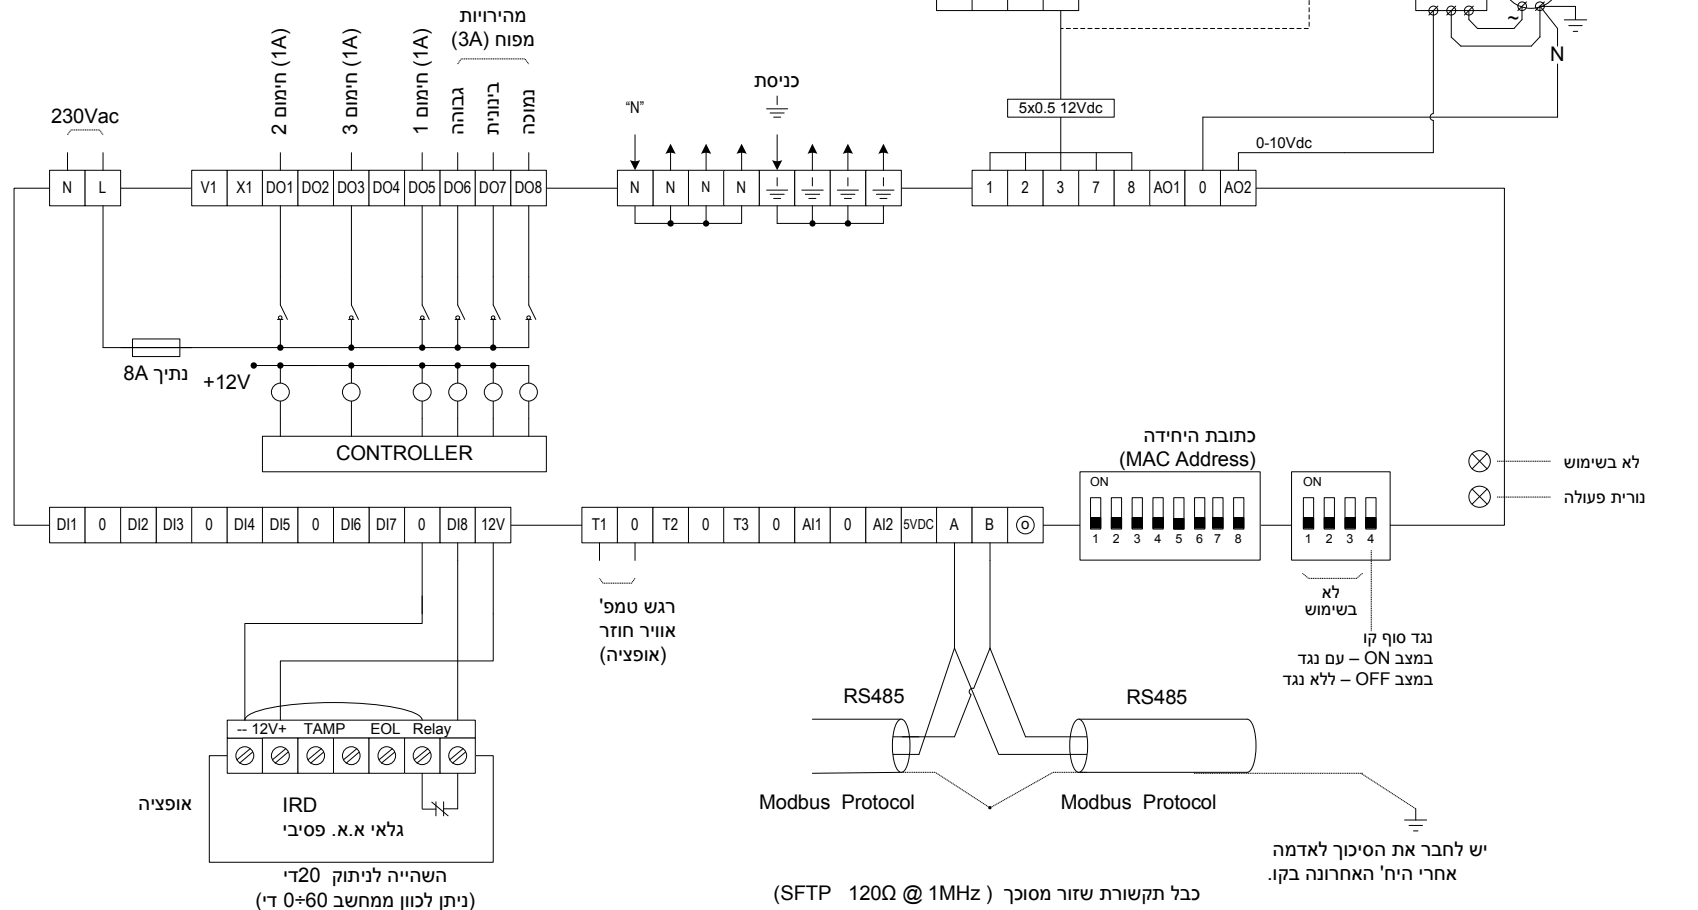 מהירויות
מפוח (3A)
חימום 2 (1A)
חימום 3 (1A)
חימום 1 (1A)
גבוהה
בינונית
נמוכה
230Vac
"N"
כניסת
5x0.5 12Vdc
0-10Vdc
~
N
N L
V1 X1 DO1 DO2 DO3 DO4 DO5 DO6 DO7 DO8
N N N N
1 2 3 7 8 AO1 0 AO2
נתיך 8A
+12V
CONTROLLER
כתובת היחידה
(MAC Address)
ON
1 2 3 4 5 6 7 8
ON
1 2 3 4
לא בשימוש
נורית פעולה
DI1 0 DI2 DI3 0 DI4 DI5 0 DI6 DI7 0 DI8 12V
T1 0 T2 0 T3 0 AI1 0 AI2 5VDC A B
לא
בשימוש
נגד סוף קו
במצב ON – עם נגד
במצב OFF – ללא נגד
רגש טמפ'
אוויר חוזר
(אופציה)
RS485
RS485
Modbus Protocol
Modbus Protocol
-- 12V+ TAMP EOL Relay
אופציה
IRD
גלאי א.א. פסיבי
השהייה לניתוק 20די
(ניתן לכוון ממחשב 60÷0 די)
יש לחבר את הסיכוך לאדמה
אחרי היח' האחרונה בקו.
כבל תקשורת שזור מסוכך ( SFTP 120Ω @ 1MHz)